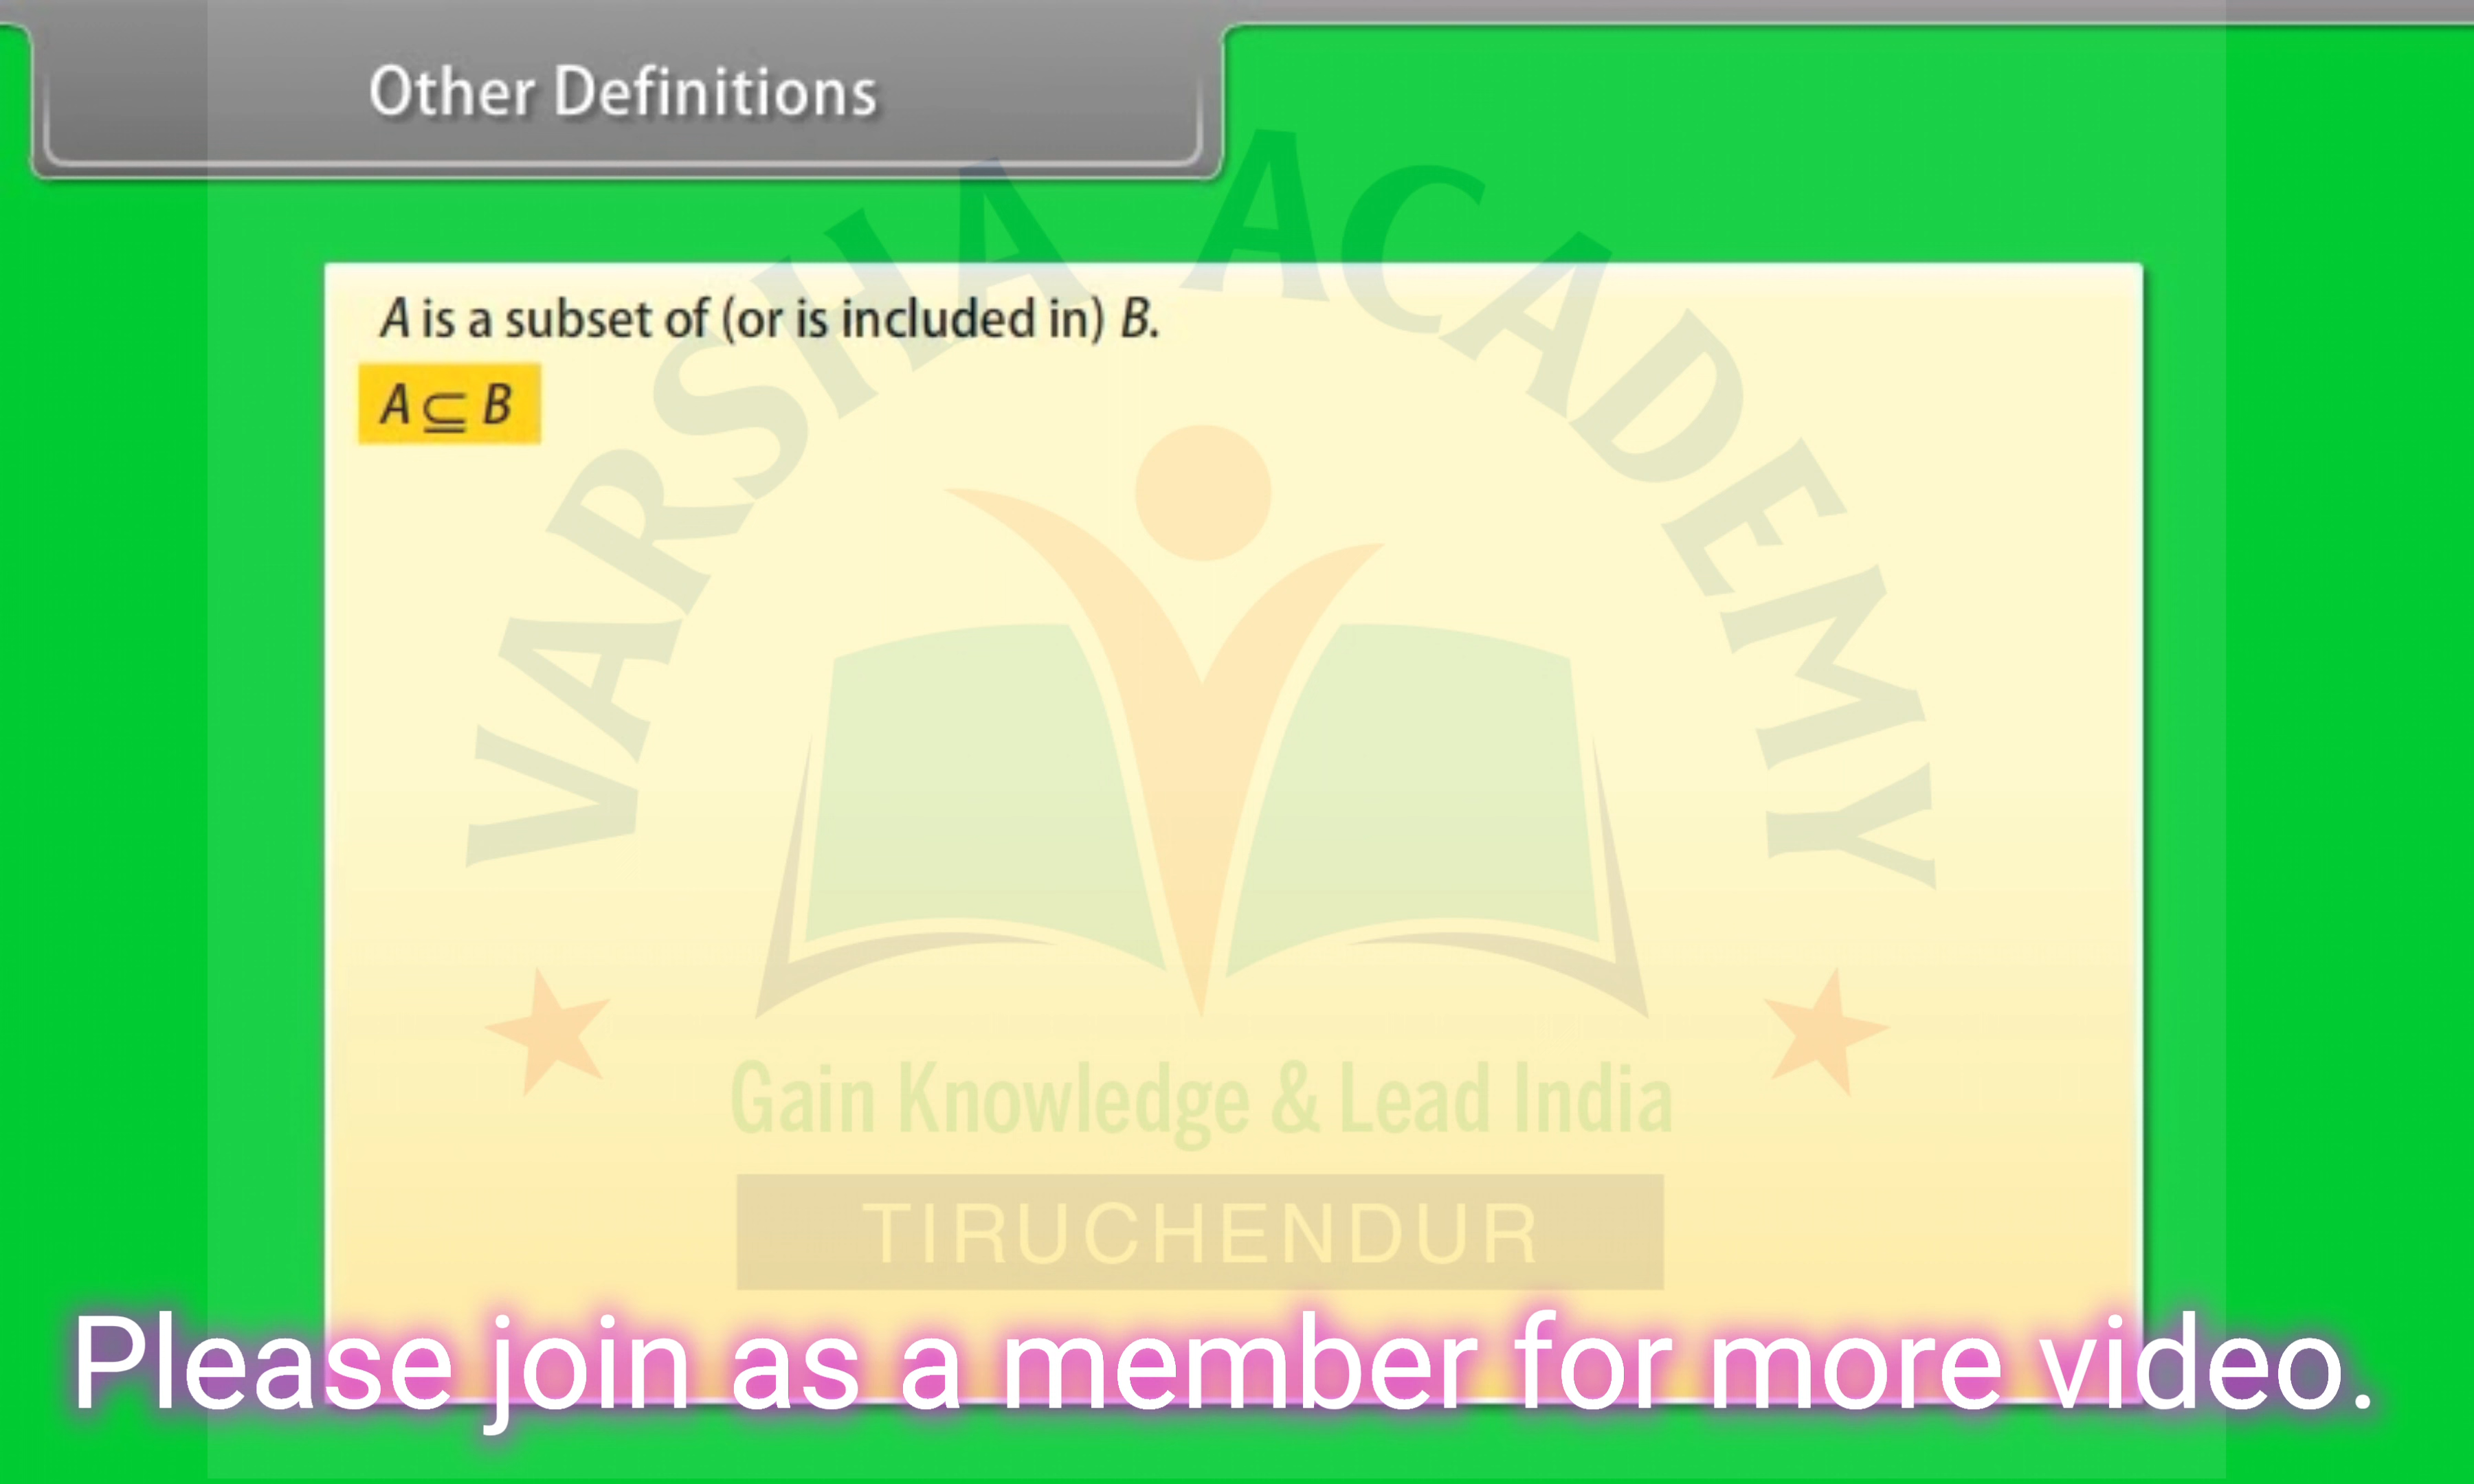 Other Definitions
VARSHA ACADEMY
A is a subset of (or is included in) B.
A ⊆ B
Gain Knowledge & Lead India
TIRUCHENDUR
Please join as a member for more video.